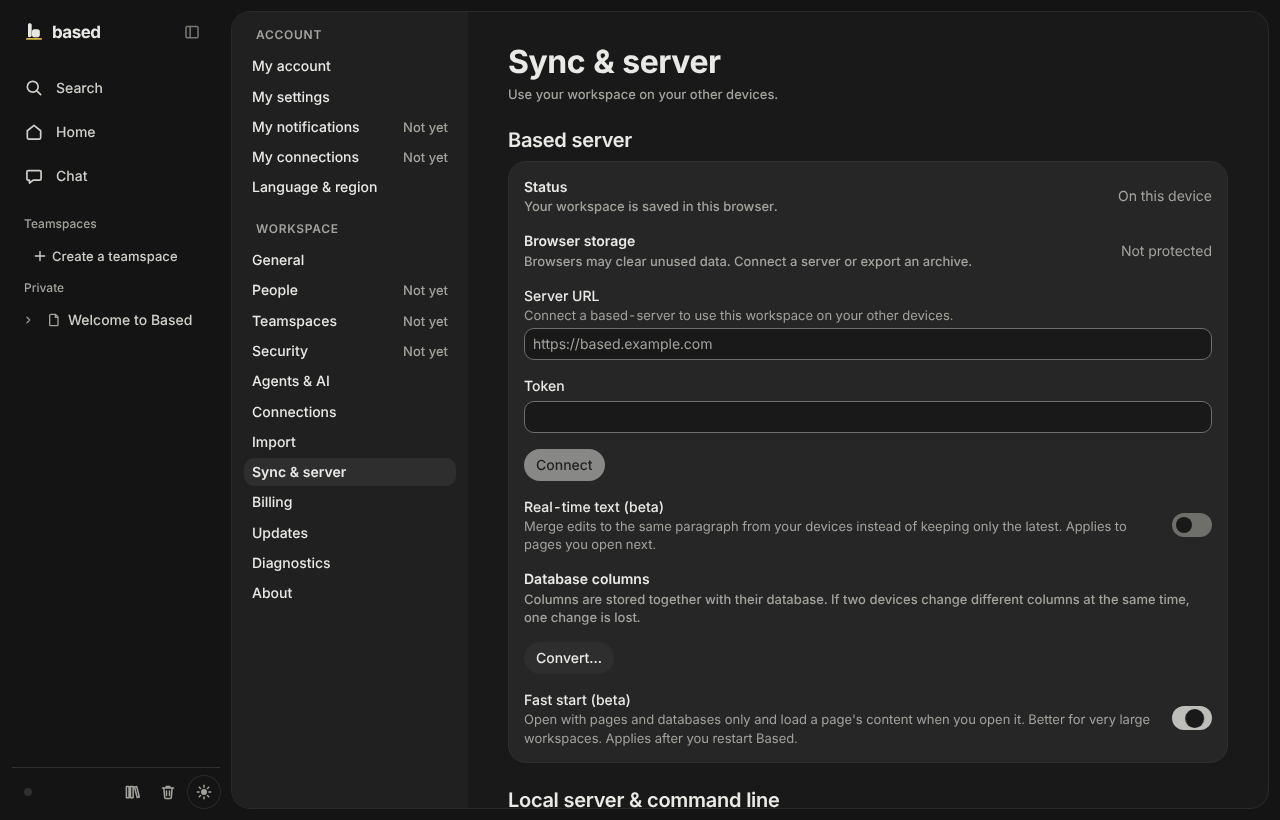 based
Search
Home
Chat
Teamspaces
Create a teamspace
Private
Welcome to Based
ACCOUNT
My account
My settings
My notifications Not yet
My connections Not yet
Language & region
WORKSPACE
General
People Not yet
Teamspaces Not yet
Security Not yet
Agents & AI
Connections
Import
Sync & server
Billing
Updates
Diagnostics
About
Sync & server
Use your workspace on your other devices.
Based server
Status
Your workspace is saved in this browser.
On this device
Browser storage
Browsers may clear unused data. Connect a server or export an archive.
Not protected
Server URL
Connect a based-server to use this workspace on your other devices.
https://based.example.com
Token
Connect
Real-time text (beta)
Merge edits to the same paragraph from your devices instead of keeping only the latest. Applies to
pages you open next.
Database columns
Columns are stored together with their database. If two devices change different columns at the same time,
one change is lost.
Convert...
Fast start (beta)
Open with pages and databases only and load a page's content when you open it. Better for very large
workspaces. Applies after you restart Based.
Local server & command line